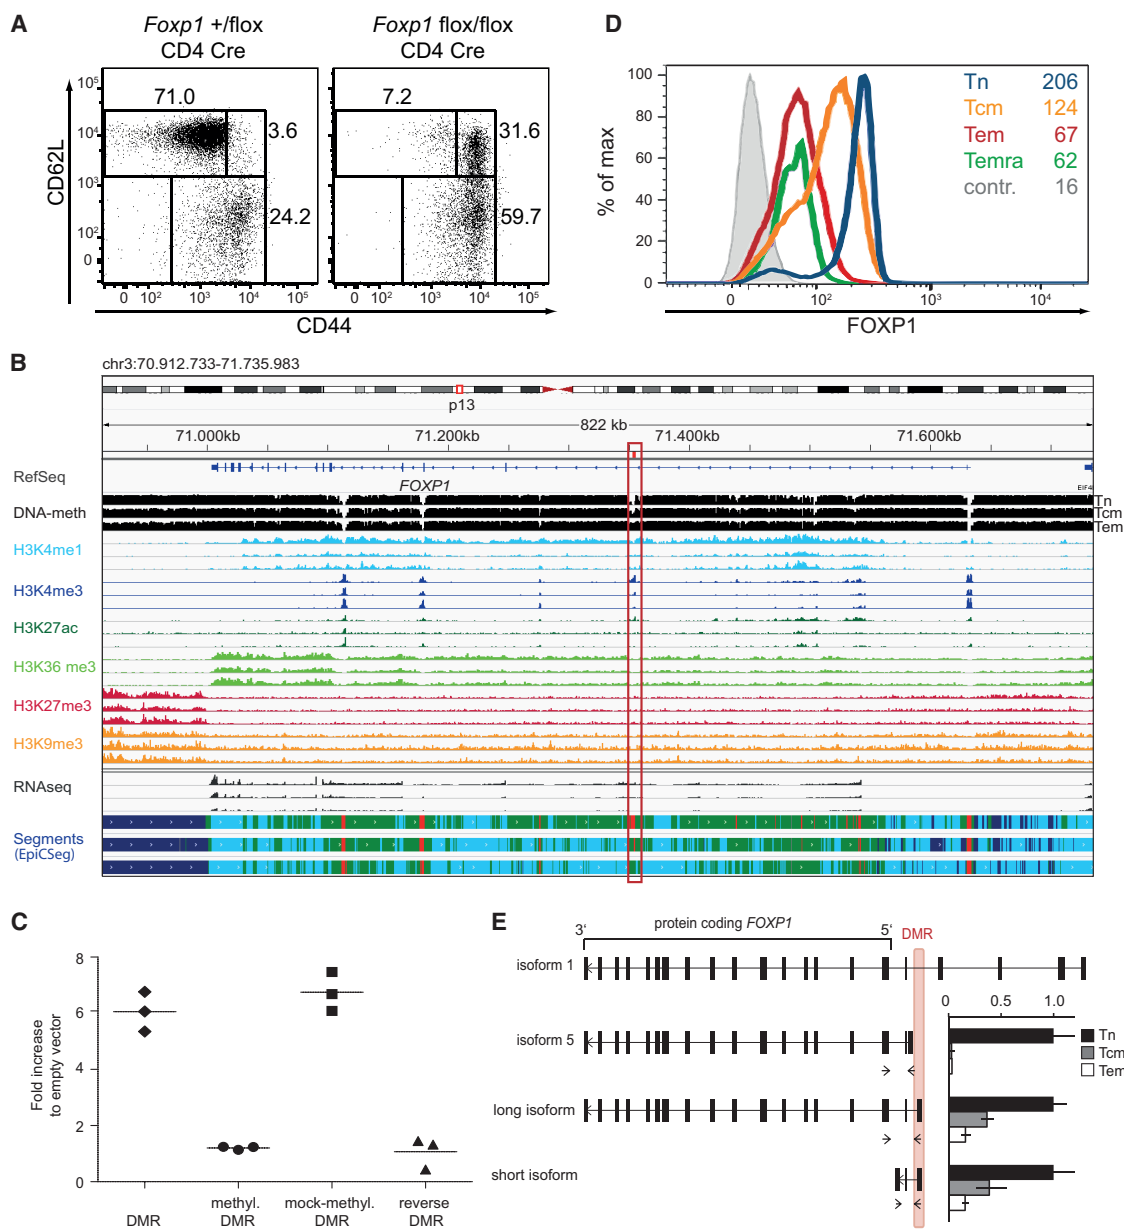 A
Foxp1 +/flox
CD4 Cre
Foxp1 flox/flox
CD4 Cre
71.0
3.6
24.2
7.2
31.6
59.7
CD62L
10⁵
10⁴
10³
10²
0
0 10² 10³ 10⁴ 10⁵
0 10² 10³ 10⁴ 10⁵
CD44
D
% of max
100
80
60
40
20
0
Tn 206
Tcm 124
Tem 67
Temra 62
contr. 16
0 10² 10³ 10⁴
FOXP1
B
chr3:70.912.733-71.735.983
p13
822 kb
71.000kb 71.200kb 71.400kb 71.600kb
RefSeq
FOXP1
EIF4
DNA-meth
Tn
Tcm
Tem
H3K4me1
H3K4me3
H3K27ac
H3K36 me3
H3K27me3
H3K9me3
RNAseq
Segments
(EpiCSeg)
C
Fold increase
to empty vector
8
6
4
2
0
DMR
methyl.
DMR
mock-methyl.
DMR
reverse
DMR
E
3‘ protein coding FOXP1 5‘
DMR
isoform 1
isoform 5
long isoform
short isoform
0 0.5 1.0
Tn
Tcm
Tem